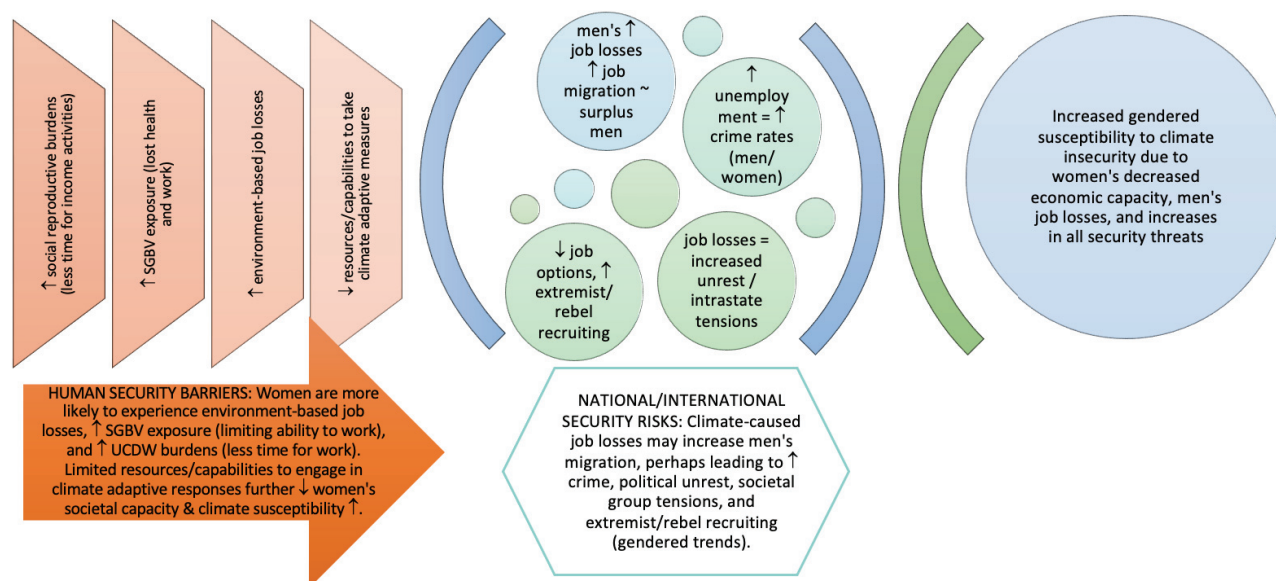 ↑ social reproductive burdens
(less time for income activities)
↑ SGBV exposure (lost health
and work)
↑ environment-based job losses
↓ resources/capabilities to take
climate adaptive measures
men's ↑
job losses
↑ job
migration ~
surplus
men
↑
unemploy
ment = ↑
crime rates
(men/
women)
↓ job
options, ↑
extremist/
rebel
recruiting
job losses =
increased
unrest /
intrastate
tensions
Increased gendered
susceptibility to climate
insecurity due to
women's decreased
economic capacity, men's
job losses, and increases
in all security threats
HUMAN SECURITY BARRIERS: Women are more
likely to experience environment-based job
losses, ↑ SGBV exposure (limiting ability to work),
and ↑ UCDW burdens (less time for work).
Limited resources/capabilities to engage in
climate adaptive responses further ↓ women's
societal capacity & climate susceptibility ↑.
NATIONAL/INTERNATIONAL
SECURITY RISKS: Climate-caused
job losses may increase men's
migration, perhaps leading to ↑
crime, political unrest, societal
group tensions, and
extremist/rebel recruiting
(gendered trends).